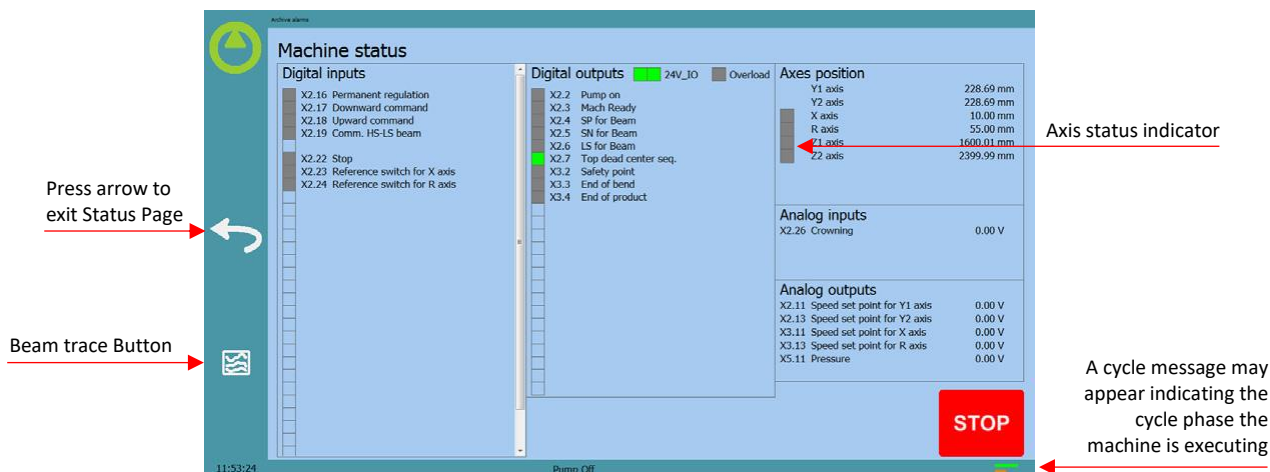 Archive alarms
Machine status
Digital inputs
X2.16 Permanent regulation
X2.17 Downward command
X2.18 Upward command
X2.19 Comm. HS-LS beam
X2.22 Stop
X2.23 Reference switch for X axis
X2.24 Reference switch for R axis
Digital outputs 24V_IO Overload
X2.2 Pump on
X2.3 Mach Ready
X2.4 SP for Beam
X2.5 SN for Beam
X2.6 LS for Beam
X2.7 Top dead center seq.
X3.2 Safety point
X3.3 End of bend
X3.4 End of product
Axes position
Y1 axis 228.69 mm
Y2 axis 228.69 mm
X axis 10.00 mm
R axis 55.00 mm
Z1 axis 1600.01 mm
Z2 axis 2399.99 mm
Analog inputs
X2.26 Crowning 0.00 V
Analog outputs
X2.11 Speed set point for Y1 axis 0.00 V
X2.13 Speed set point for Y2 axis 0.00 V
X3.11 Speed set point for X axis 0.00 V
X3.13 Speed set point for R axis 0.00 V
X5.11 Pressure 0.00 V
STOP
11:53:24
Pump Off
Press arrow to
exit Status Page
Beam trace Button
Axis status indicator
A cycle message may
appear indicating the
cycle phase the
machine is executing